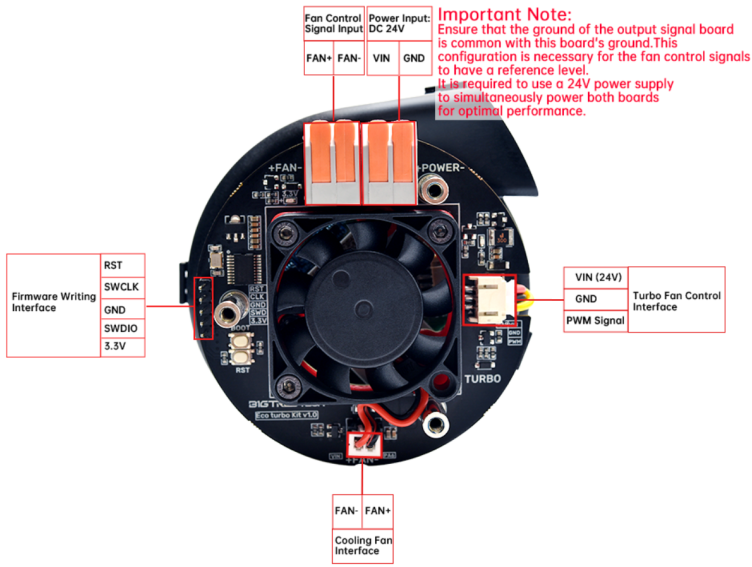 Fan Control
Signal Input
FAN+ FAN-
Power Input:
DC 24V
VIN GND
Important Note:
Ensure that the ground of the output signal board
is common with this board's ground.This
configuration is necessary for the fan control signals
to have a reference level.
It is required to use a 24V power supply
to simultaneously power both boards
for optimal performance.
+FAN-
+POWER-
3.3V
Firmware Writing
Interface
RST
SWCLK
GND
SWDIO
3.3V
RST
CLK
GND
SWD
3.3V
BOOT
RST
VIN (24V)
GND
PWM Signal
Turbo Fan Control
Interface
GND
PWM
TURBO
BIGTREETECH
Eco turbo Kit v1.0
VIN
+FAN-
FAN- FAN+
Cooling Fan
Interface